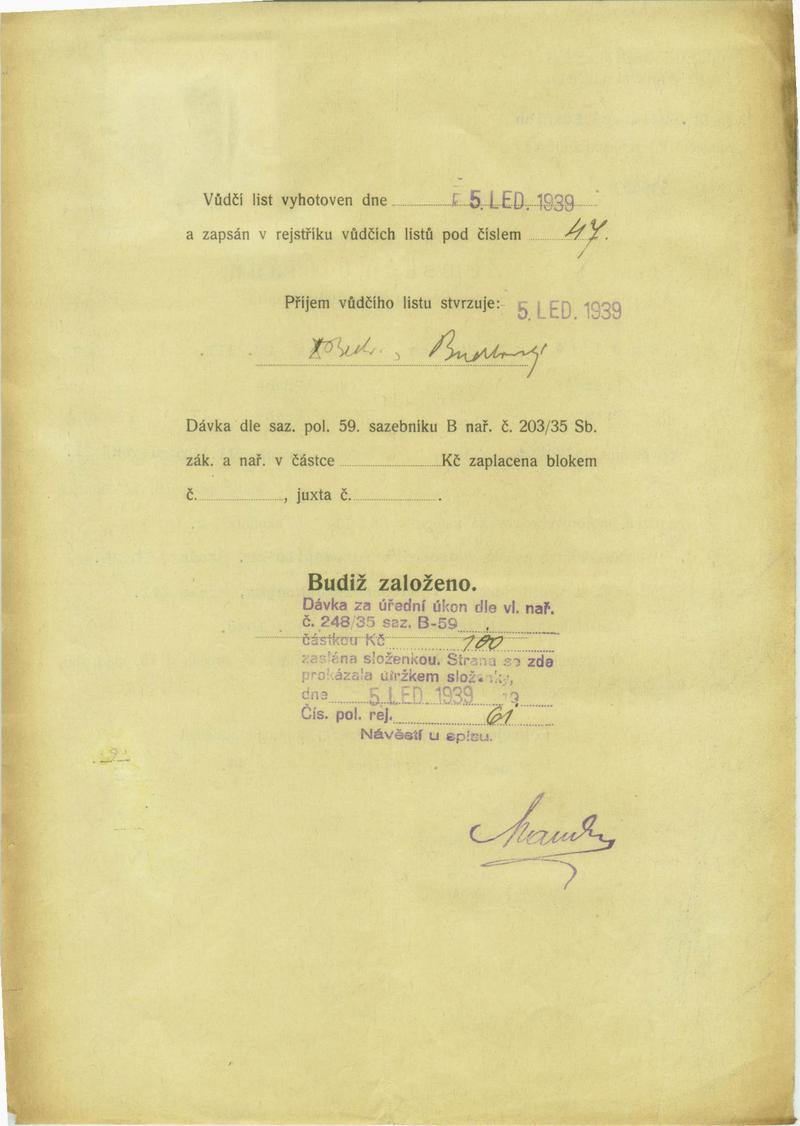 Vůdčí list vyhotoven dne 5. LED. 1939
a zapsán v rejstříku vůdčích listů pod číslem 47.
Příjem vůdčího listu stvrzuje: 5. LED. 1939
Dávka dle saz. pol. 59. sazebníku B nař. č. 203/35 Sb.
zák. a nař. v částce Kč zaplacena blokem
č. , juxta č. .
Budiž založeno.
Dávka za úřední úkon dle vl. nař.
č. 248/35 saz. B-59
částkou Kč 100
zaslána složenkou. Strana se zde
prokázala útržkem složenky,
dne 5 LED. 1939 19
Čís. pol. rej. 61
Návěstí u spisu.